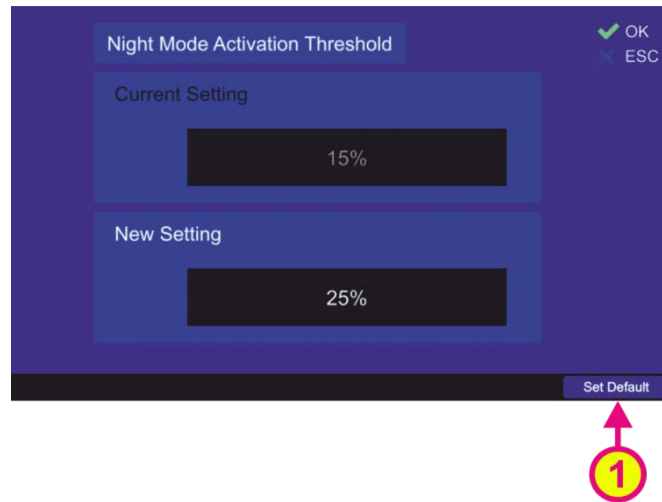 Night Mode Activation Threshold
OK
ESC
Current Setting
15%
New Setting
25%
Set Default
1